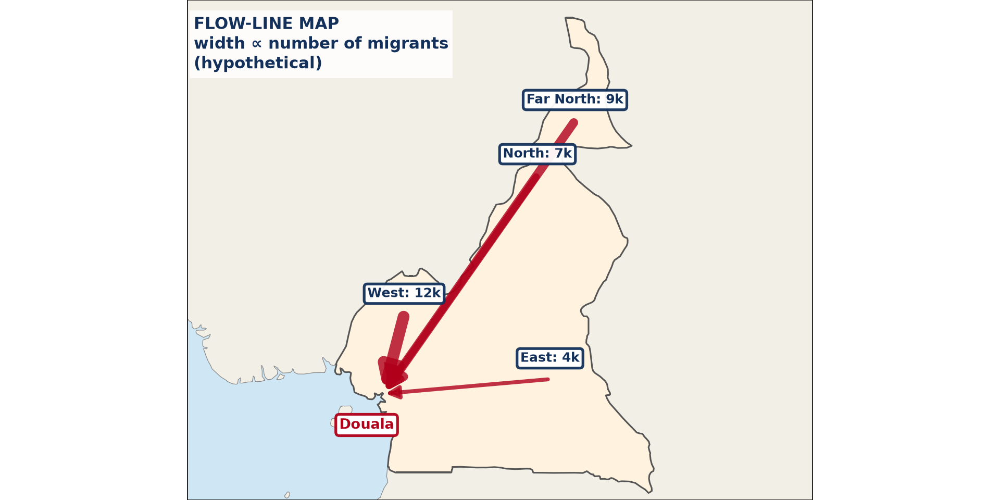 FLOW-LINE MAP
width ∝ number of migrants
(hypothetical)
Far North: 9k
North: 7k
West: 12k
East: 4k
Douala